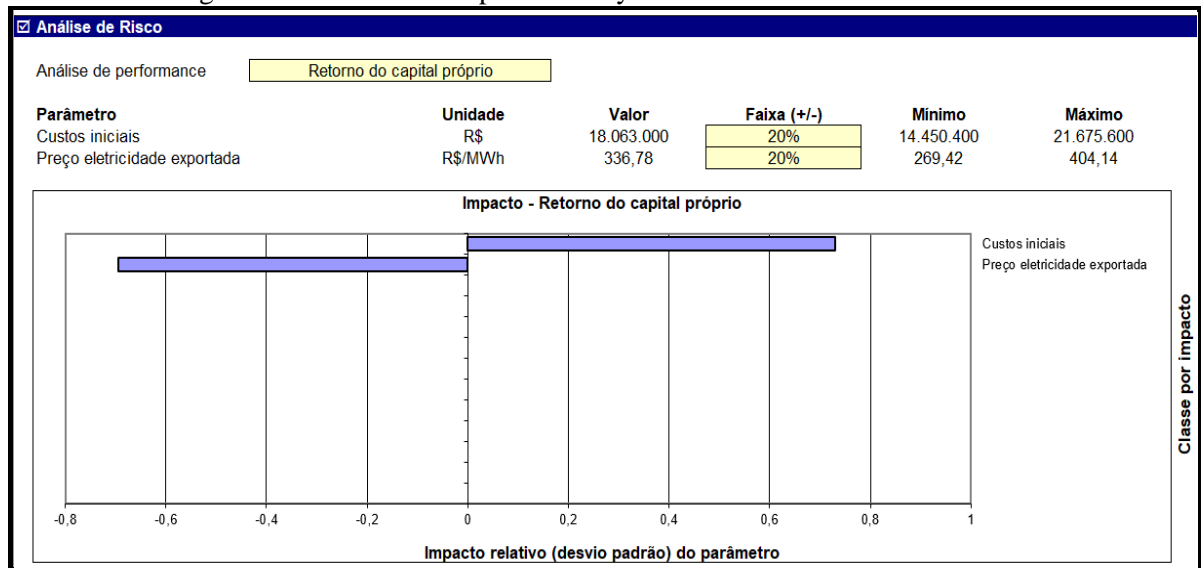 Análise de Risco
Análise de performance Retorno do capital próprio
Parâmetro Unidade Valor Faixa (+/-) Mínimo Máximo
Custos iniciais R$ 18.063.000 20% 14.450.400 21.675.600
Preço eletricidade exportada R$/MWh 336,78 20% 269,42 404,14
Impacto - Retorno do capital próprio
Custos iniciais
Preço eletricidade exportada
Classe por impacto
-0,8 -0,6 -0,4 -0,2 0 0,2 0,4 0,6 0,8 1
Impacto relativo (desvio padrão) do parâmetro